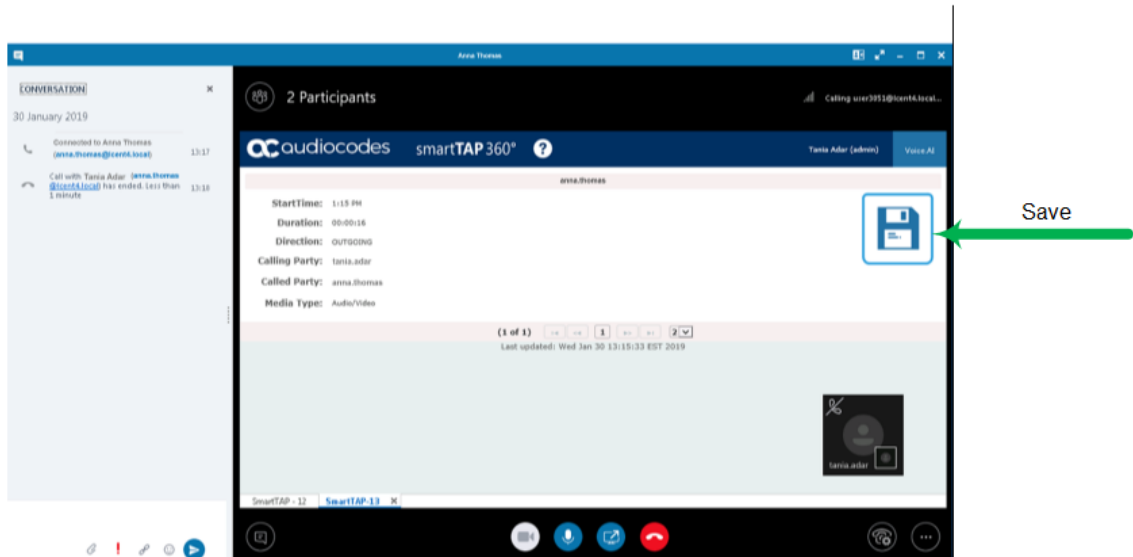 Anna Thomas
CONVERSATION
30 January 2019
Connected to Anna Thomas
(anna.thomas@lcent4.local)
13:17
Call with Tania Adar (anna.thomas
@lcent4.local) has ended. Less than
1 minute
13:18
2 Participants
Calling user3951@lcent4.local...
audiocodes
smartTAP 360°
?
Tania Adar (admin)
Voice.AI
anna.thomas
StartTime: 1:15 PM
Duration: 00:00:16
Direction: OUTGOING
Calling Party: tania.adar
Called Party: anna.thomas
Media Type: Audio/Video
Save
(1 of 1) 1 2
Last updated: Wed Jan 30 13:15:33 EST 2019
tania.adar
SmartTAP - 12
SmartTAP-13